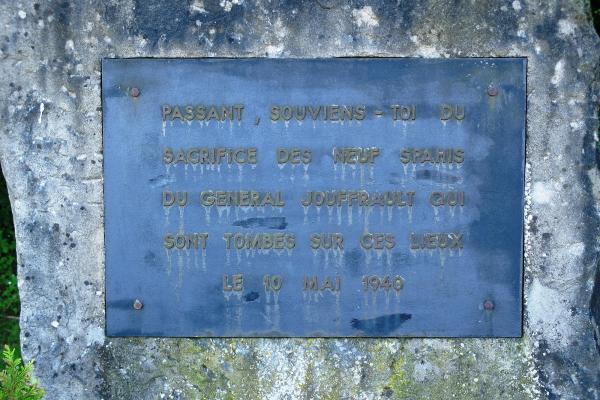 PASSANT, SOUVIENS-TOI DU
SACRIFICE DES NEUF SPAHIS
DU GENERAL JOUFFRAULT QUI
SONT TOMBES SUR CES LIEUX
LE 10 MAI 1940